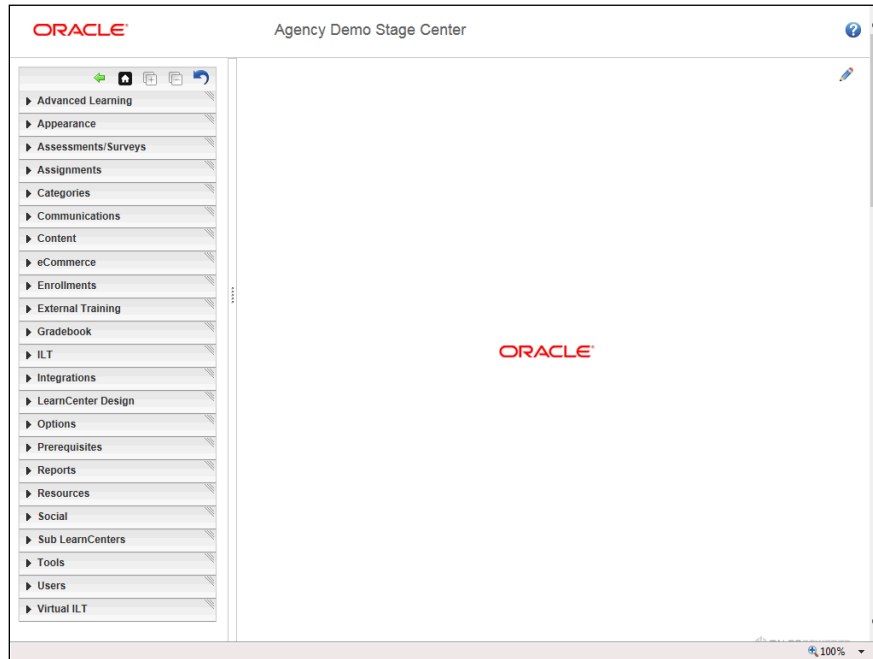 ORACLE
Agency Demo Stage Center
Advanced Learning
Appearance
Assessments/Surveys
Assignments
Categories
Communications
Content
eCommerce
Enrollments
External Training
Gradebook
ILT
Integrations
LearnCenter Design
Options
Prerequisites
Reports
Resources
Social
Sub LearnCenters
Tools
Users
Virtual ILT
ORACLE
100%